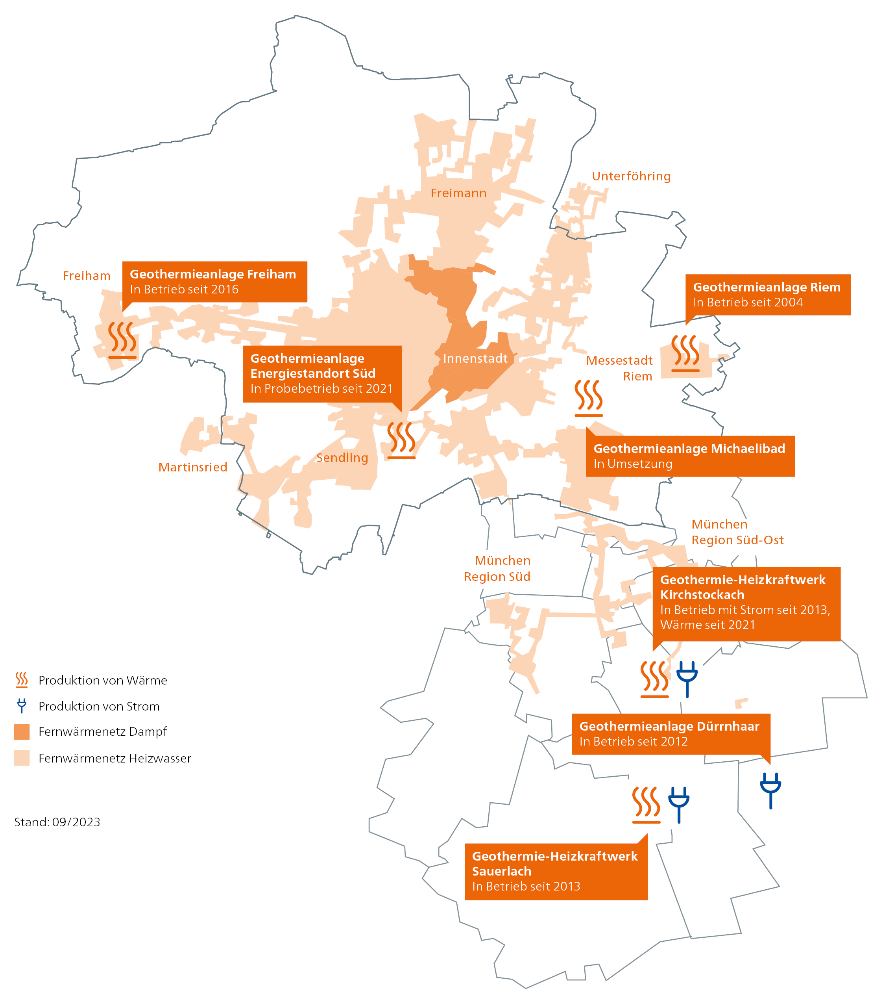 Unterföhring
Freimann
Freiham
Geothermieanlage Freiham
In Betrieb seit 2016
Geothermieanlage Riem
In Betrieb seit 2004
Geothermieanlage
Energiestandort Süd
In Probebetrieb seit 2021
Innenstadt
Messestadt
Riem
Geothermieanlage Michaelibad
In Umsetzung
Sendling
Martinsried
München
Region Süd-Ost
München
Region Süd
Geothermie-Heizkraftwerk
Kirchstockach
In Betrieb mit Strom seit 2013,
Wärme seit 2021
Geothermieanlage Dürrnhaar
In Betrieb seit 2012
Geothermie-Heizkraftwerk
Sauerlach
In Betrieb seit 2013
Produktion von Wärme
Produktion von Strom
Fernwärmenetz Dampf
Fernwärmenetz Heizwasser
Stand: 09/2023